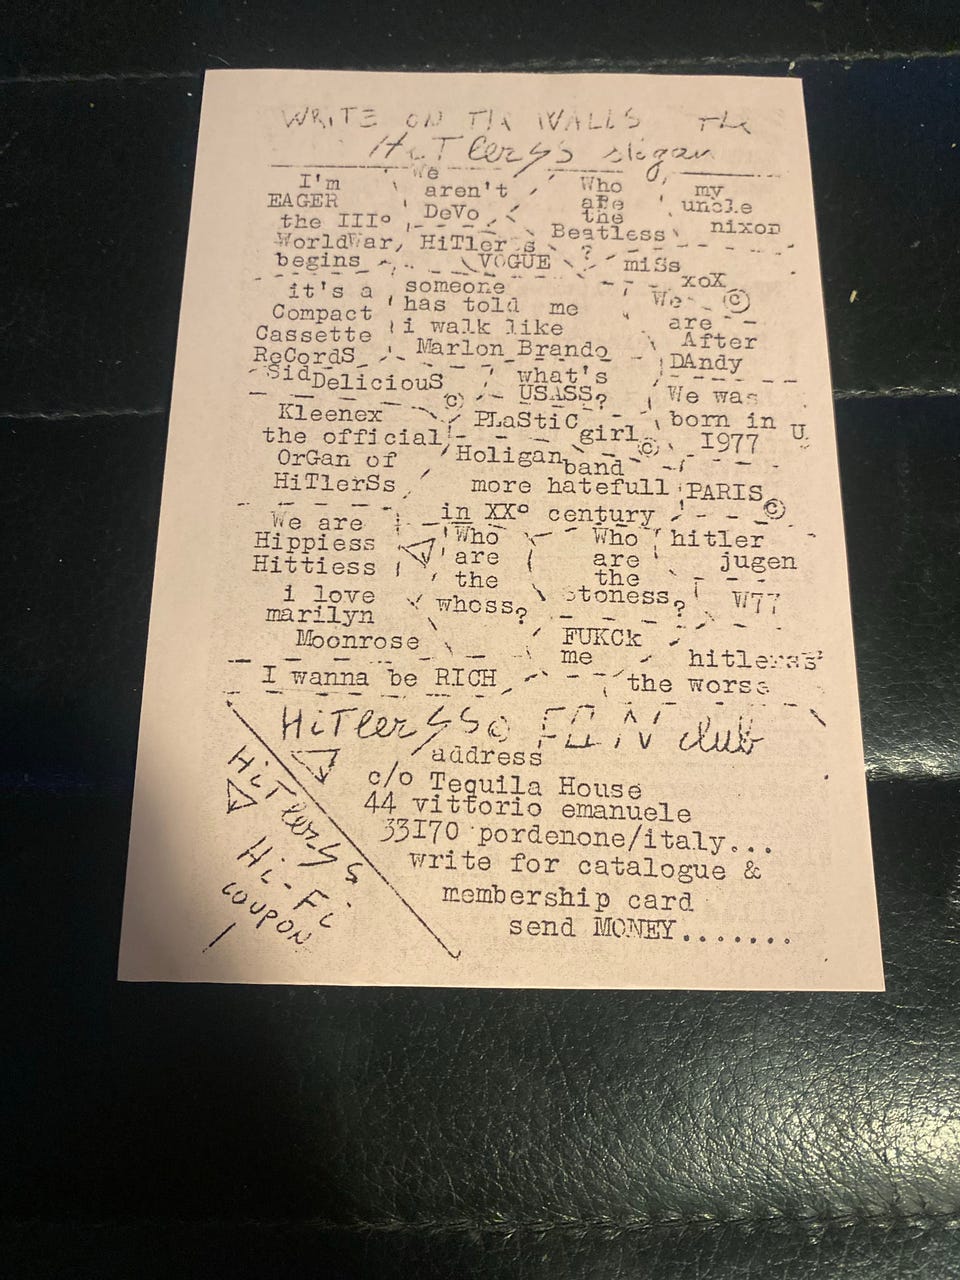 WRITE ON THE WALLS the
HiTlerSS slogan
I'm
EAGER
the IIIº
WorldWar,
begins
We
aren't
DeVo
HiTler s
VOGUE
Who
aRe
the
Beatless
?
my
uncle
nixon
miSs
xoX
©
it's a
Compact
Cassette
ReCordS
someone
has told me
i walk like
Marlon Brando
We
are
After
DAndy
Sid DeliciouS
©
what's
USASS?
We was
born in U.
1977
Kleenex
the official
OrGan of
HiTlerSs
PLaStiC
girl ©
Holigan band
more hatefull
in XXº century
PARIS ©
We are
Hippiess
Hittiess
Who
are
the
whoss?
Who
are
the
stoness?
hitler
jugen
W77
i love
marilyn
Moonrose
FUKCk
me
hitlerss
the worse
I wanna be RICH
HiTlerSS© FAN club
address
c/o Tequila House
44 vittorio emanuele
33170 pordenone/italy...
write for catalogue &
membership card
send MONEY.......
HiTlerSS
Hi-Fi
COUPON